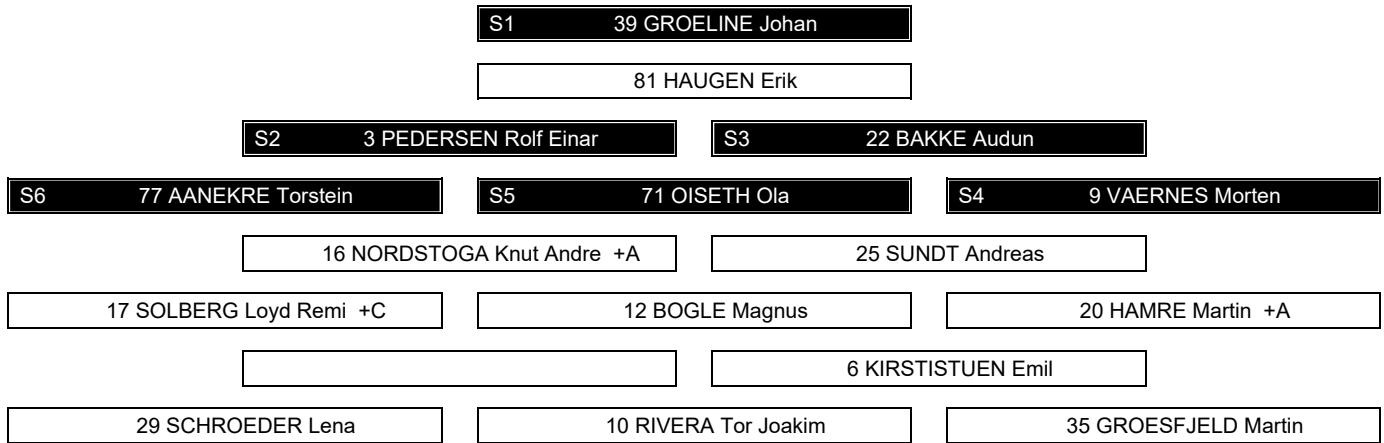 S1 39 GROELINE Johan
81 HAUGEN Erik
S2 3 PEDERSEN Rolf Einar S3 22 BAKKE Audun
S6 77 AANEKRE Torstein S5 71 OISETH Ola S4 9 VAERNES Morten
16 NORDSTOGA Knut Andre +A 25 SUNDT Andreas
17 SOLBERG Loyd Remi +C 12 BOGLE Magnus 20 HAMRE Martin +A
6 KIRSTISTUEN Emil
29 SCHROEDER Lena 10 RIVERA Tor Joakim 35 GROESFJELD Martin